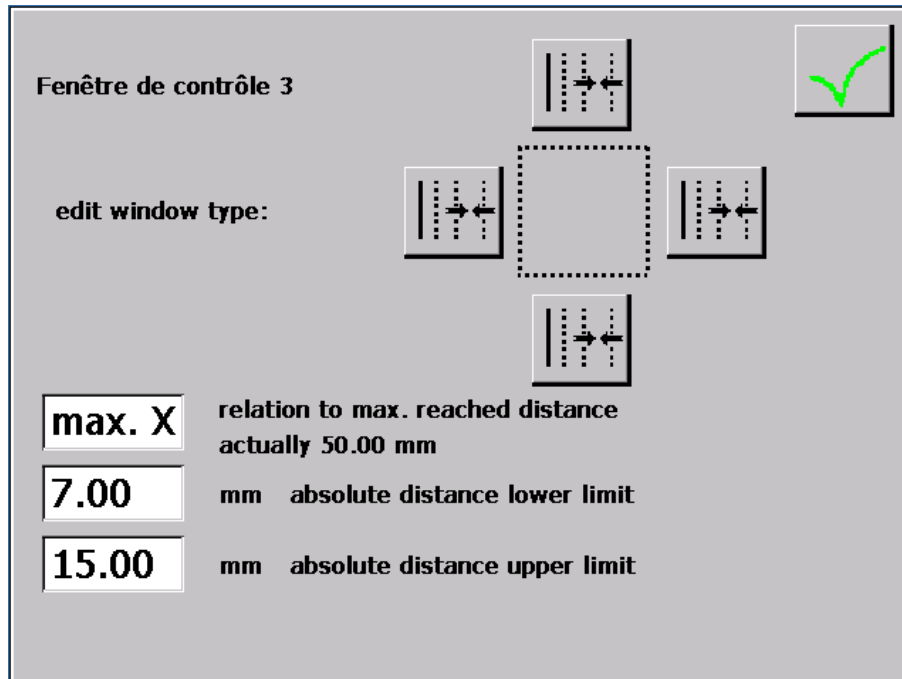 Fenêtre de contrôle 3
edit window type:
max. X
relation to max. reached distance
actually 50.00 mm
7.00 mm absolute distance lower limit
15.00 mm absolute distance upper limit